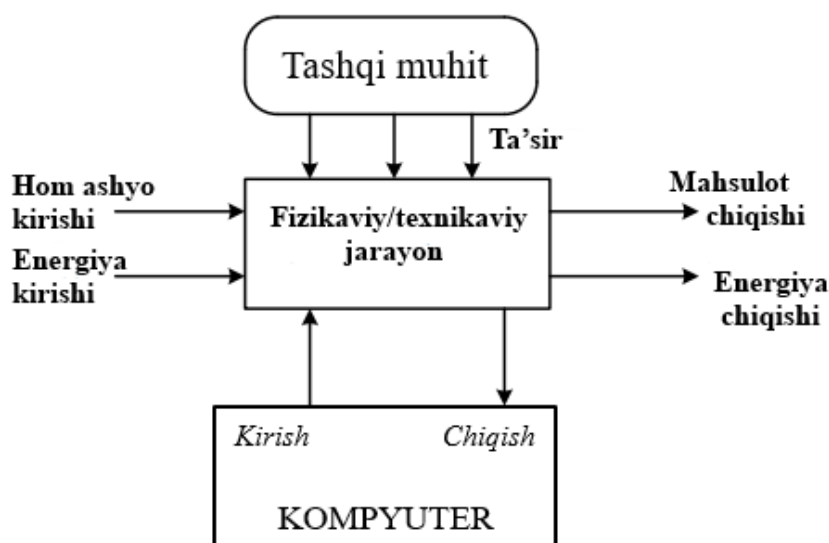 Tashqi muhit
Ta’sir
Hom ashyo
kirishi
Energiya
kirishi
Fizikaviy/texnikaviy
jarayon
Mahsulot
chiqishi
Energiya
chiqishi
Kirish
Chiqish
KOMPYUTER